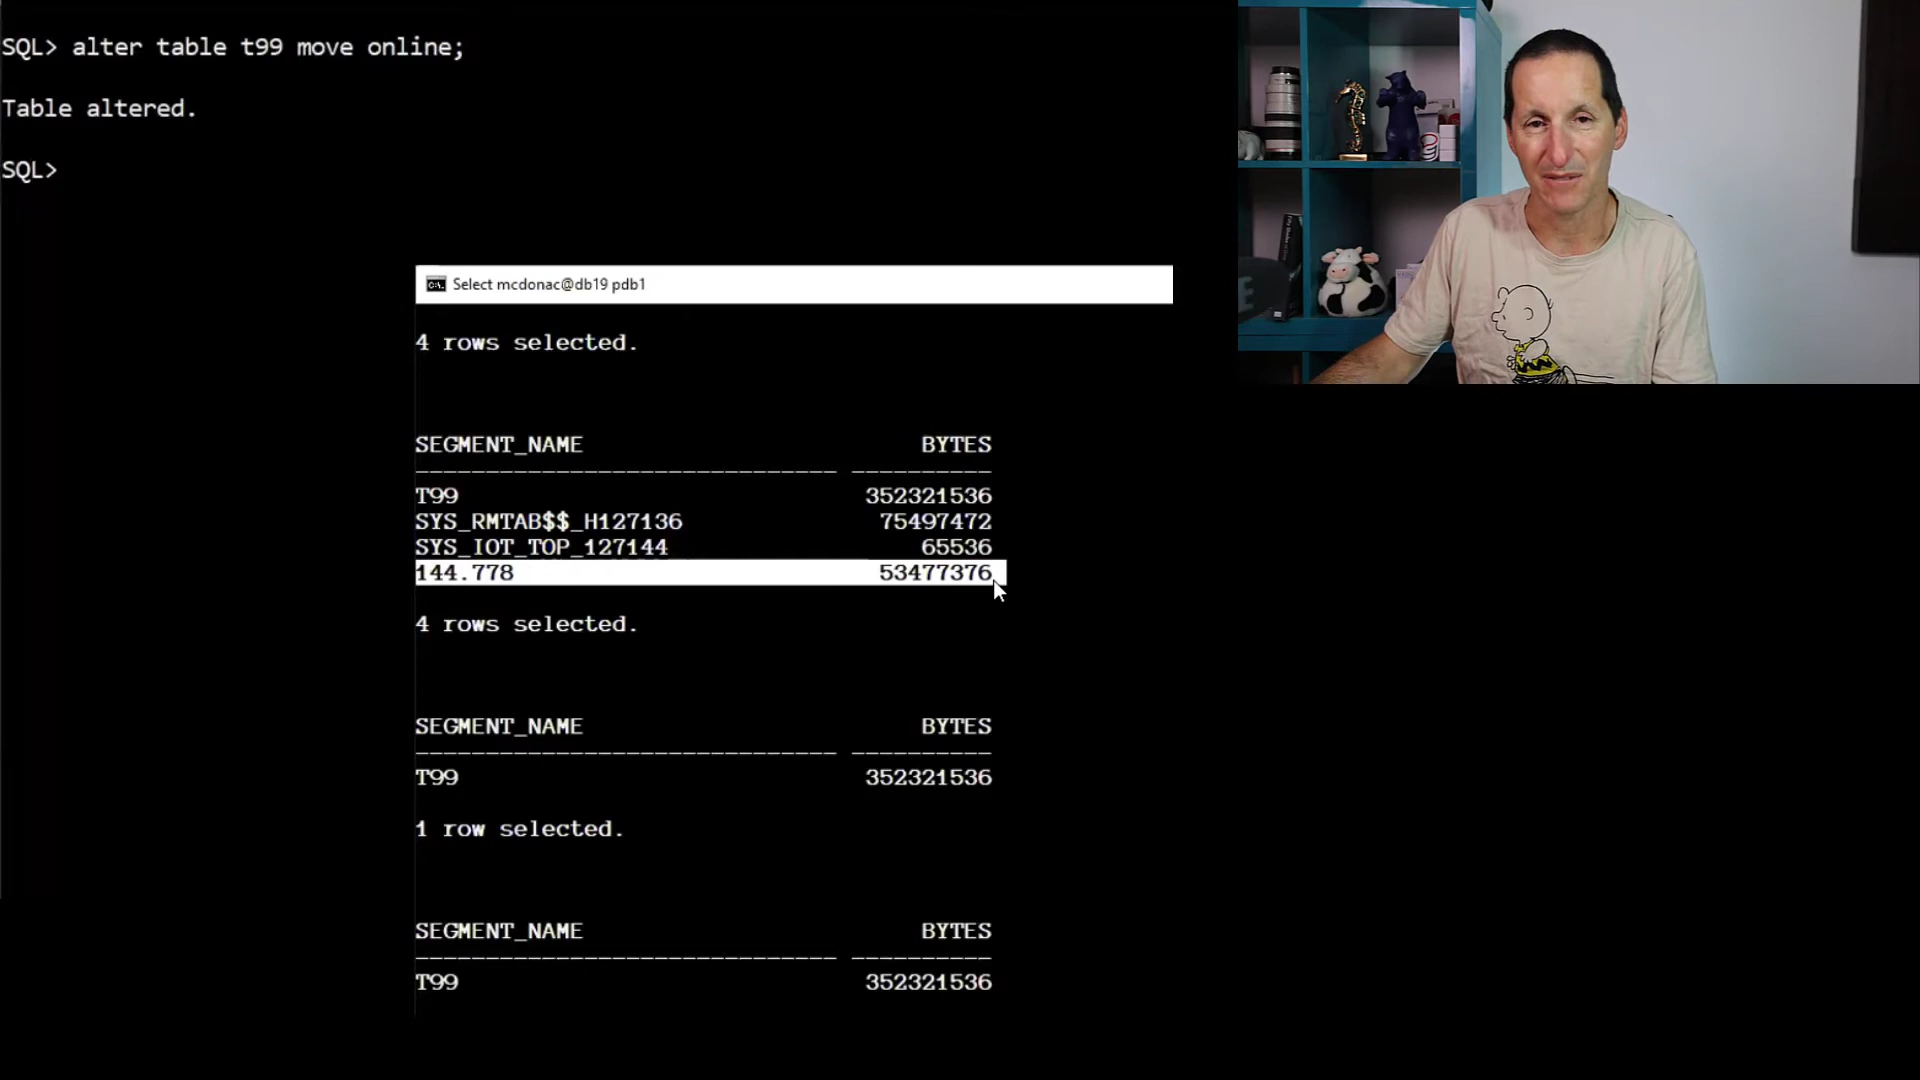 SQL> alter table t99 move online;
Table altered.
SQL>
Select mcdonac@db19 pdb1
4 rows selected.
SEGMENT_NAME BYTES
------------------------------ ----------
T99 352321536
SYS_RMTAB$$_H127136 75497472
SYS_IOT_TOP_127144 65536
144.778 53477376
4 rows selected.
SEGMENT_NAME BYTES
------------------------------ ----------
T99 352321536
1 row selected.
SEGMENT_NAME BYTES
------------------------------ ----------
T99 352321536